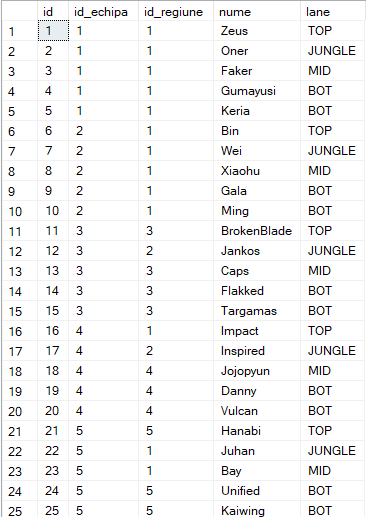 id id_echipa id_regiune nume lane
1 1 1 1 Zeus TOP
2 2 1 1 Oner JUNGLE
3 3 1 1 Faker MID
4 4 1 1 Gumayusi BOT
5 5 1 1 Keria BOT
6 6 2 1 Bin TOP
7 7 2 1 Wei JUNGLE
8 8 2 1 Xiaohu MID
9 9 2 1 Gala BOT
10 10 2 1 Ming BOT
11 11 3 3 BrokenBlade TOP
12 12 3 2 Jankos JUNGLE
13 13 3 3 Caps MID
14 14 3 3 Flakked BOT
15 15 3 3 Targamas BOT
16 16 4 1 Impact TOP
17 17 4 2 Inspired JUNGLE
18 18 4 4 Jojopyun MID
19 19 4 4 Danny BOT
20 20 4 4 Vulcan BOT
21 21 5 5 Hanabi TOP
22 22 5 1 Juhan JUNGLE
23 23 5 1 Bay MID
24 24 5 5 Unified BOT
25 25 5 5 Kaiwing BOT